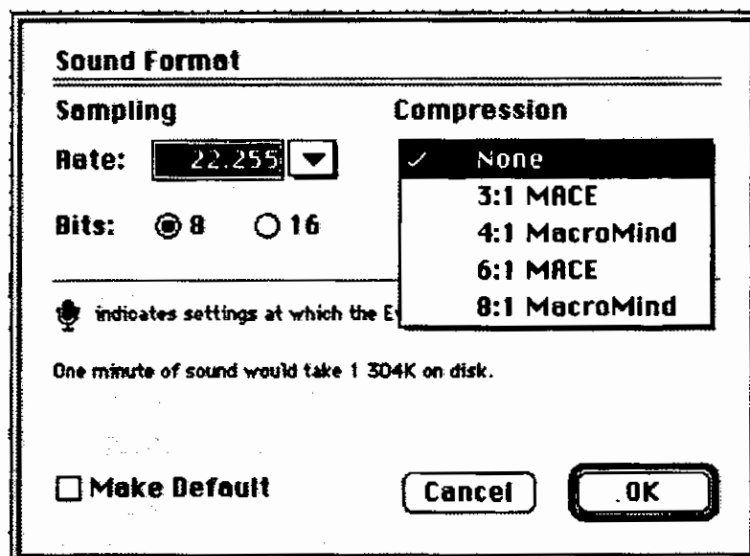 Sound Format
Sampling
Compression
Rate: 22.255
✓ None
3:1 MACE
4:1 MacroMind
6:1 MACE
8:1 MacroMind
Bits: 8 16
indicates settings at which the
One minute of sound would take 1 304K on disk.
Make Default
Cancel
OK